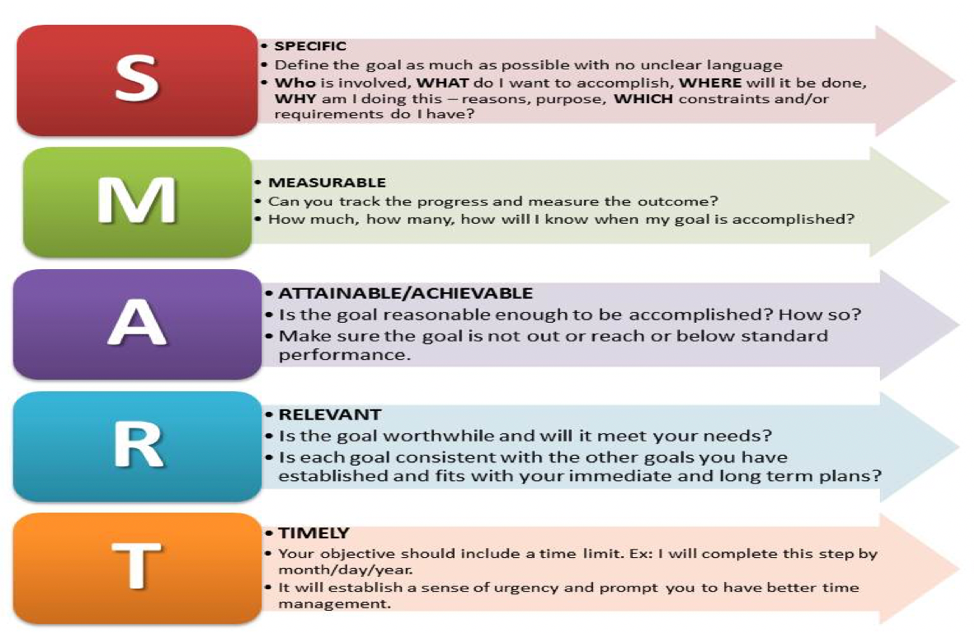 S
• SPECIFIC
• Define the goal as much as possible with no unclear language
• Who is involved, WHAT do I want to accomplish, WHERE will it be done,
WHY am I doing this – reasons, purpose, WHICH constraints and/or
requirements do I have?
M
• MEASURABLE
• Can you track the progress and measure the outcome?
• How much, how many, how will I know when my goal is accomplished?
A
• ATTAINABLE/ACHIEVABLE
• Is the goal reasonable enough to be accomplished? How so?
• Make sure the goal is not out or reach or below standard
performance.
R
• RELEVANT
• Is the goal worthwhile and will it meet your needs?
• Is each goal consistent with the other goals you have
established and fits with your immediate and long term plans?
T
• TIMELY
• Your objective should include a time limit. Ex: I will complete this step by
month/day/year.
• It will establish a sense of urgency and prompt you to have better time
management.